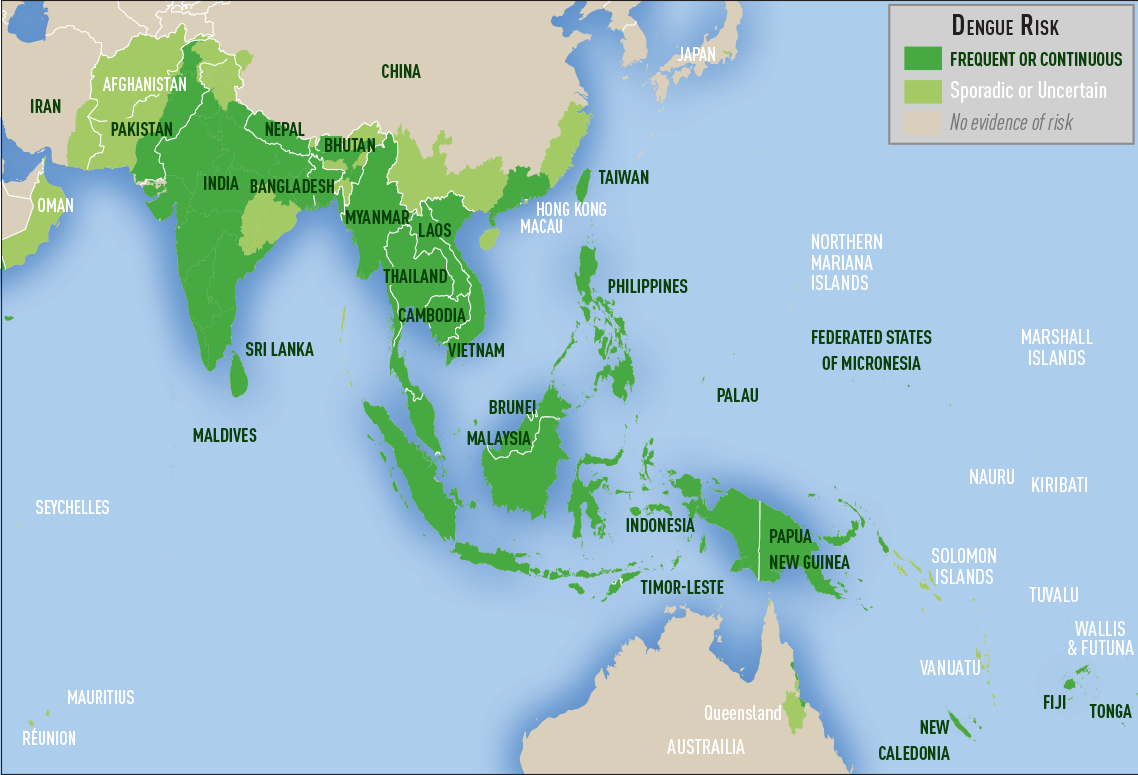 DENGUE RISK
FREQUENT OR CONTINUOUS
Sporadic or Uncertain
No evidence of risk
JAPAN
CHINA
AFGHANISTAN
IRAN
PAKISTAN
NEPAL
BHUTAN
TAIWAN
INDIA
BANGLADESH
OMAN
HONG KONG
MACAU
MYANMAR
LAOS
NORTHERN
MARIANA
ISLANDS
THAILAND
PHILIPPINES
CAMBODIA
FEDERATED STATES
OF MICRONESIA
MARSHALL
ISLANDS
SRI LANKA
VIETNAM
PALAU
BRUNEI
MALDIVES
MALAYSIA
NAURU
KIRIBATI
SEYCHELLES
INDONESIA
PAPUA
NEW GUINEA
SOLOMON
ISLANDS
TIMOR-LESTE
TUVALU
WALLIS
& FUTUNA
VANUATU
MAURITIUS
FIJI
TONGA
Queensland
RÉUNION
AUSTRAILIA
NEW
CALEDONIA